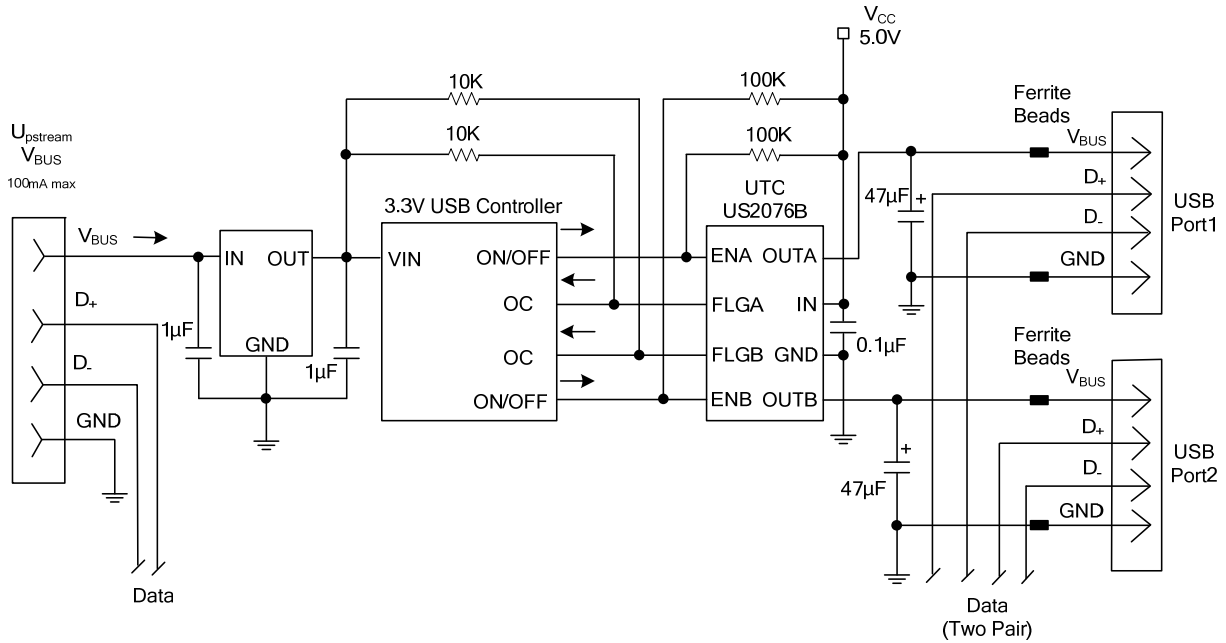 Upstream
VBUS
100mA max
VBUS
D+
D-
GND
Data
1μF
IN
OUT
GND
1μF
10K
10K
3.3V USB Controller
VIN
ON/OFF
OC
OC
ON/OFF
100K
100K
VCC
5.0V
UTC
US2076B
ENA
OUTA
FLGA
IN
FLGB
GND
ENB
OUTB
0.1μF
47μF
+
Ferrite
Beads
VBUS
D+
D-
GND
USB
Port1
47μF
+
Ferrite
Beads
VBUS
D+
D-
GND
USB
Port2
Data
(Two Pair)